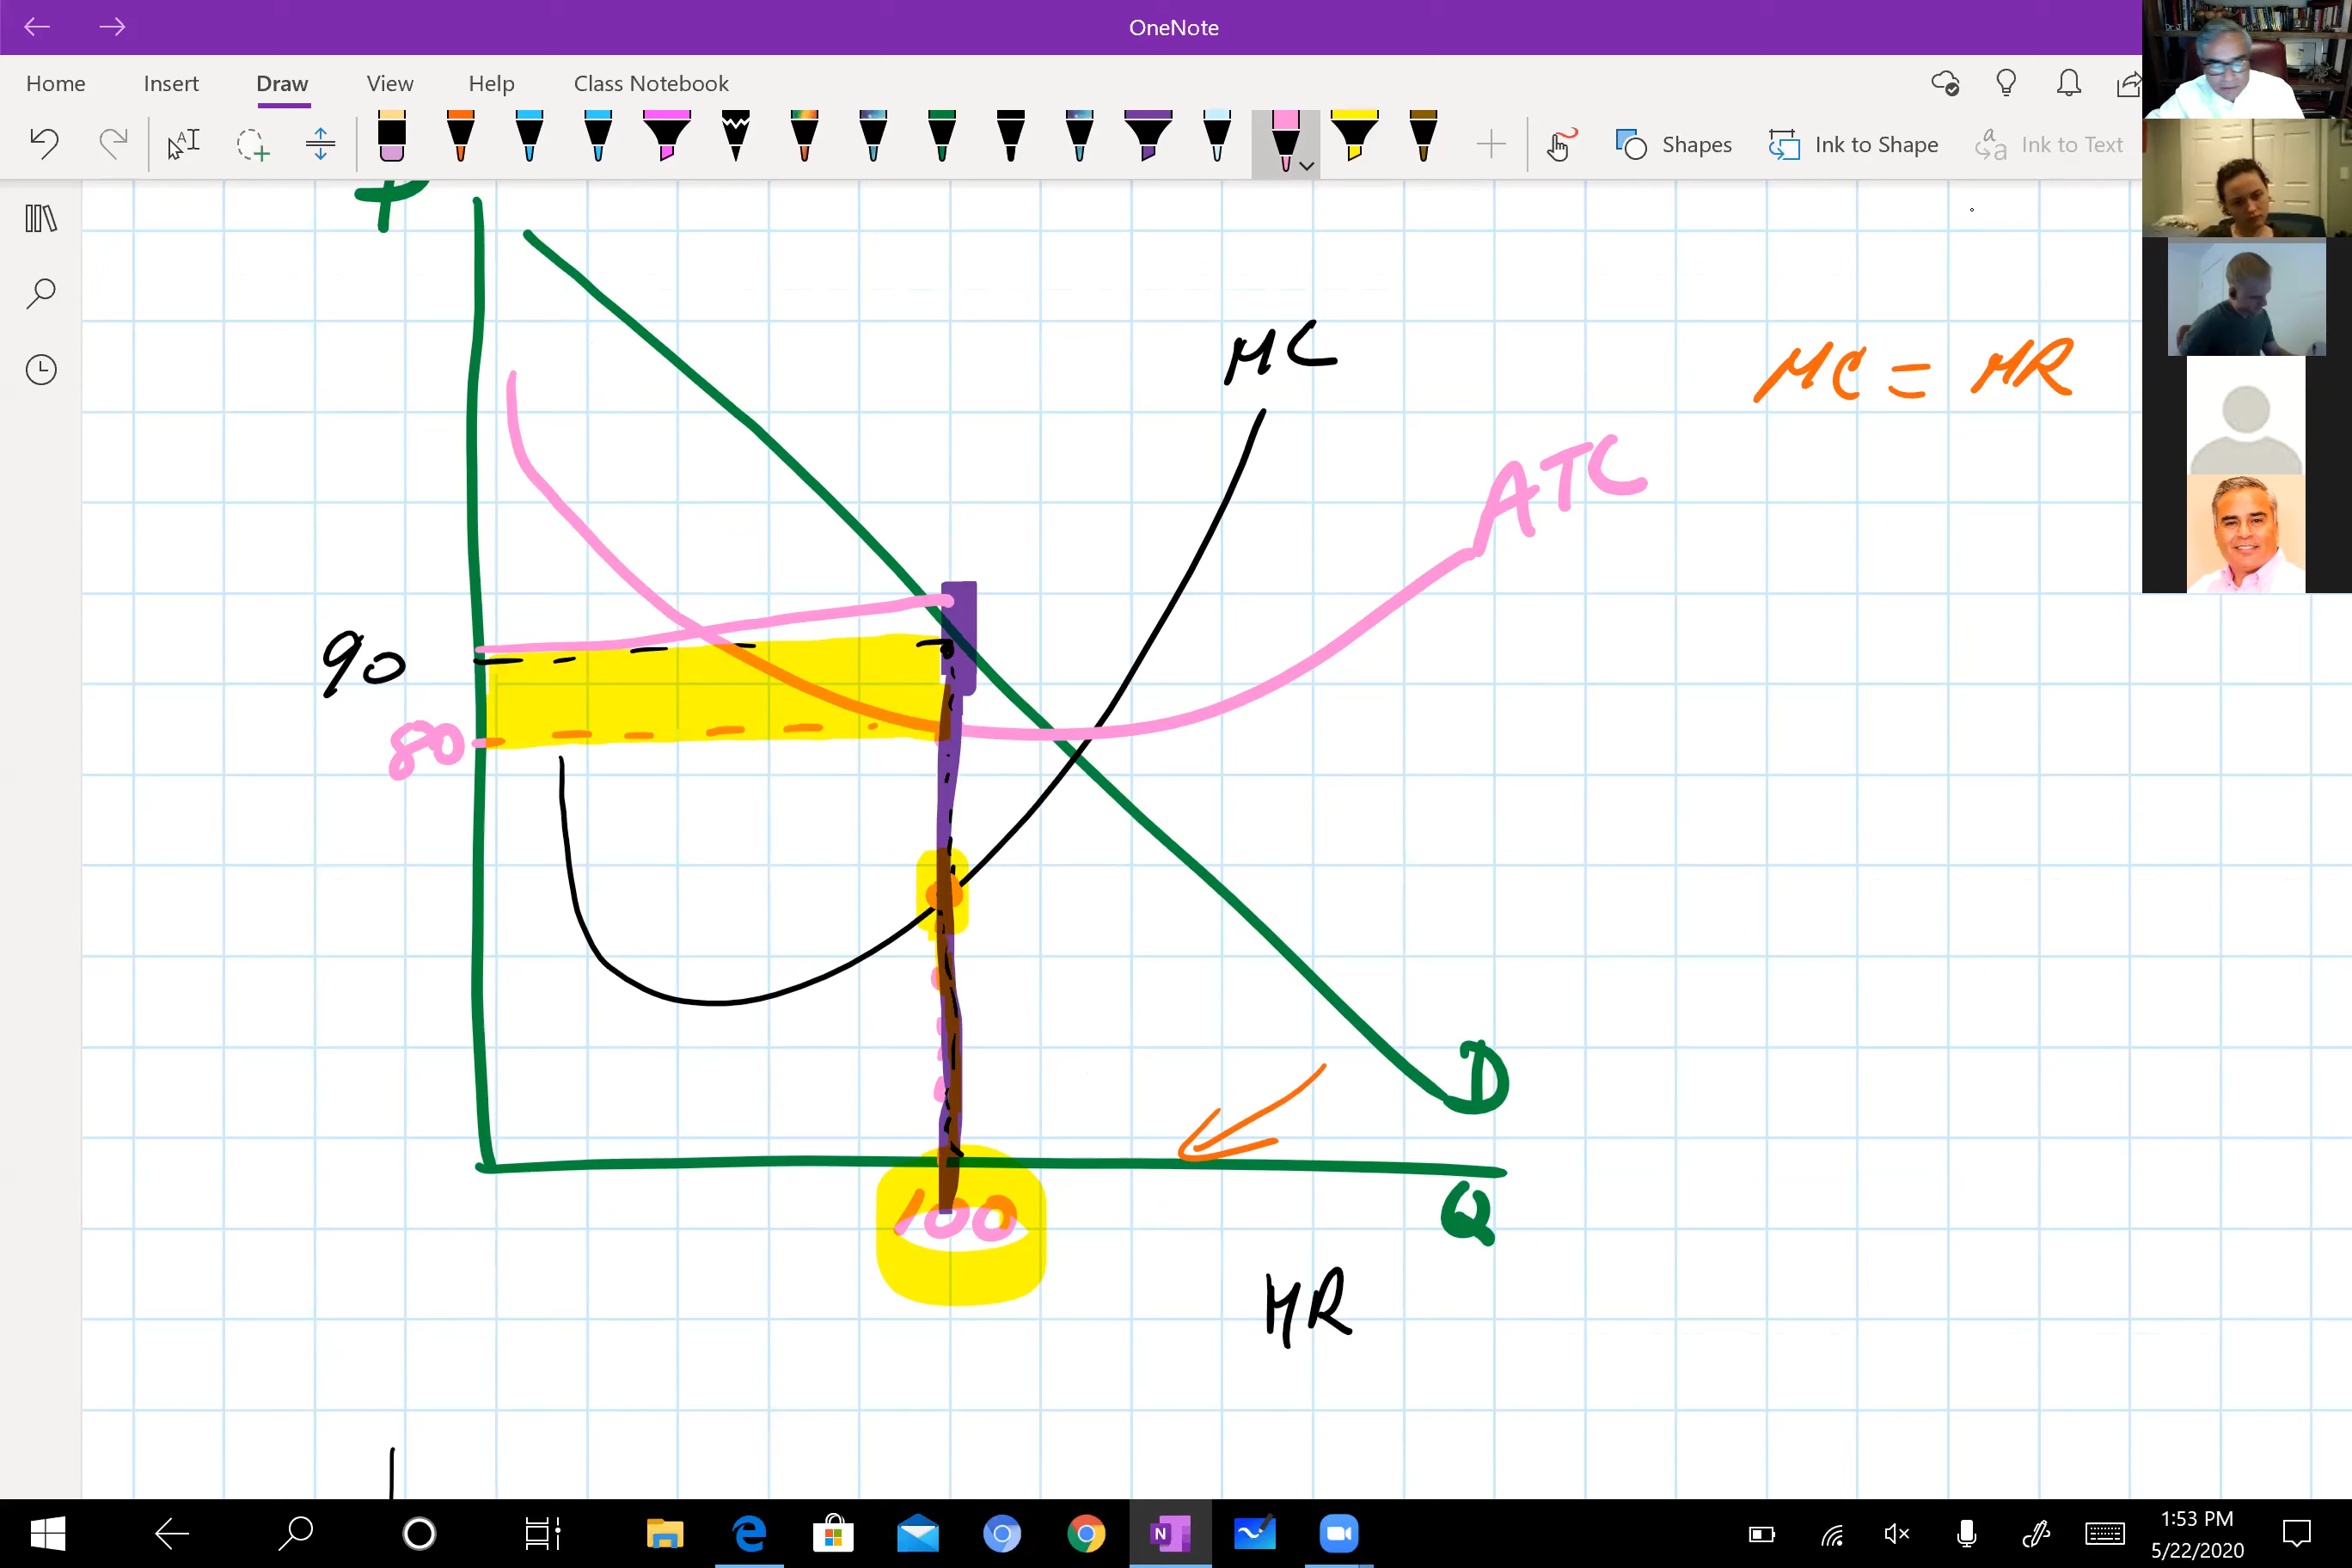 OneNote
Home Insert Draw View Help Class Notebook
Shapes Ink to Shape Ink to Text
P
MC
MC = MR
ATC
90
80
D
100
Q
MR
1:53 PM
5/22/2020